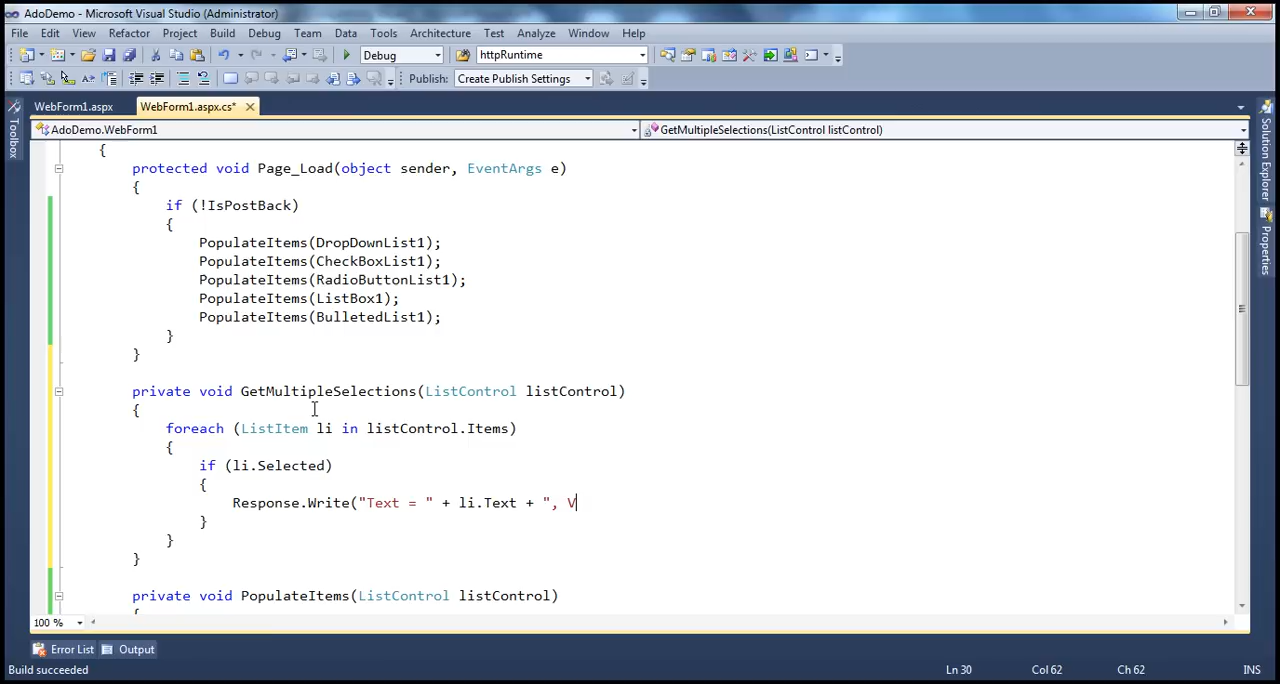 AdoDemo - Microsoft Visual Studio (Administrator)
File Edit View Refactor Project Build Debug Team Data Tools Architecture Test Analyze Window Help
Debug httpRuntime
Publish: Create Publish Settings
WebForm1.aspx WebForm1.aspx.cs*
AdoDemo.WebForm1 GetMultipleSelections(ListControl listControl)
Toolbox
Solution Explorer
Properties
{
protected void Page_Load(object sender, EventArgs e)
{
if (!IsPostBack)
{
PopulateItems(DropDownList1);
PopulateItems(CheckBoxList1);
PopulateItems(RadioButtonList1);
PopulateItems(ListBox1);
PopulateItems(BulletedList1);
}
}
private void GetMultipleSelections(ListControl listControl)
{
foreach (ListItem li in listControl.Items)
{
if (li.Selected)
{
Response.Write("Text = " + li.Text + ", V
}
}
}
private void PopulateItems(ListControl listControl)
{
100 %
Error List Output
Build succeeded Ln 30 Col 62 Ch 62 INS